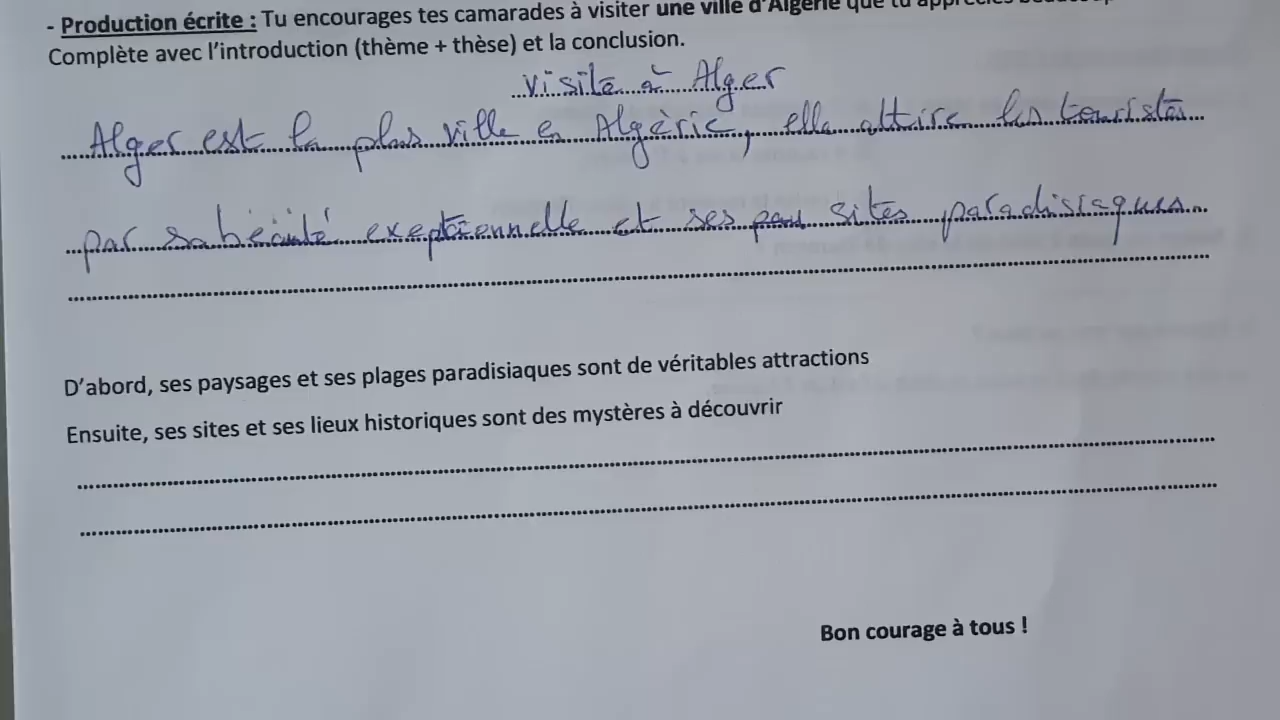 - Production écrite : Tu encourages tes camarades à visiter une ville d'Algérie que tu apprécies
Complète avec l'introduction (thème + thèse) et la conclusion.
visite à Alger
Alger est la plus ville en Algèrie, elle attire les touristes
par sa exeptionnelle et ses sites paradisiaques
D'abord, ses paysages et ses plages paradisiaques sont de véritables attractions
Ensuite, ses sites et ses lieux historiques sont des mystères à découvrir
Bon courage à tous !